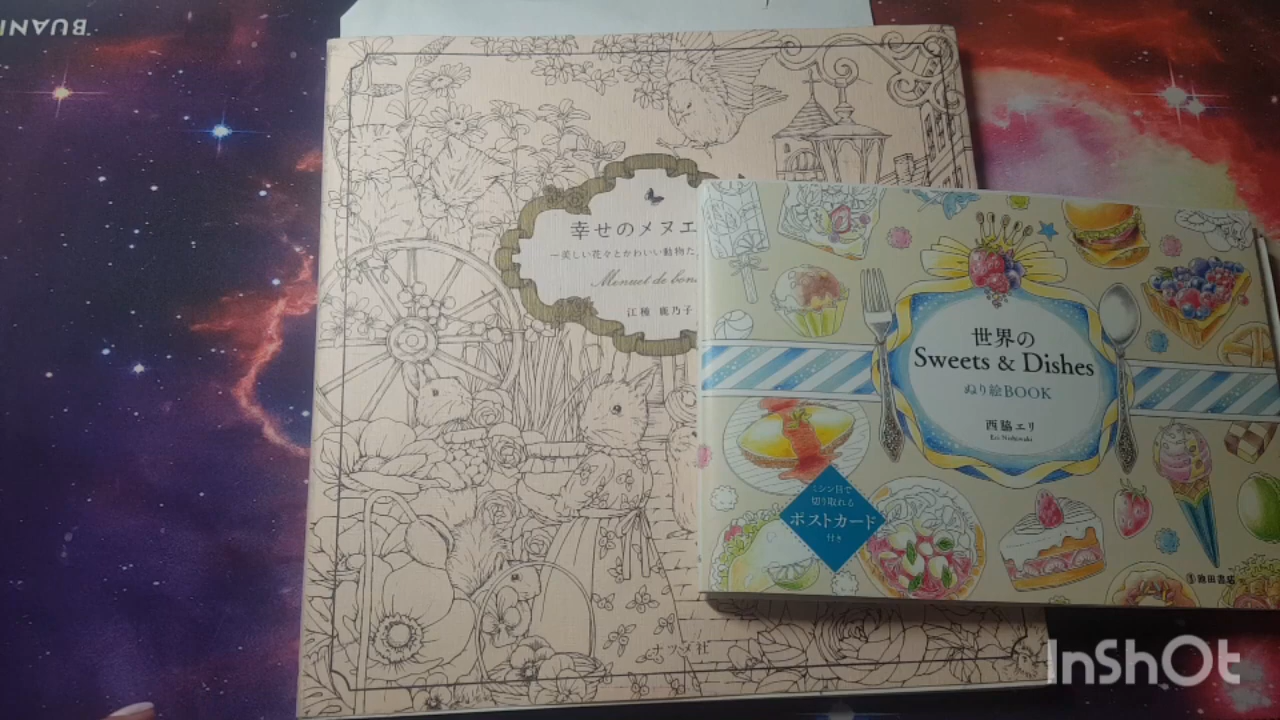 BUANI
幸せのメヌエ
―美しい花々とかわいい動物た
Menuet de bon
江種 鹿乃子
ナツメ社
世界の
Sweets & Dishes
ぬり絵BOOK
西脇エリ
Eri Nishiwaki
ミシン目で
切り取れる
ポストカード
付き
池田書店
InShOt